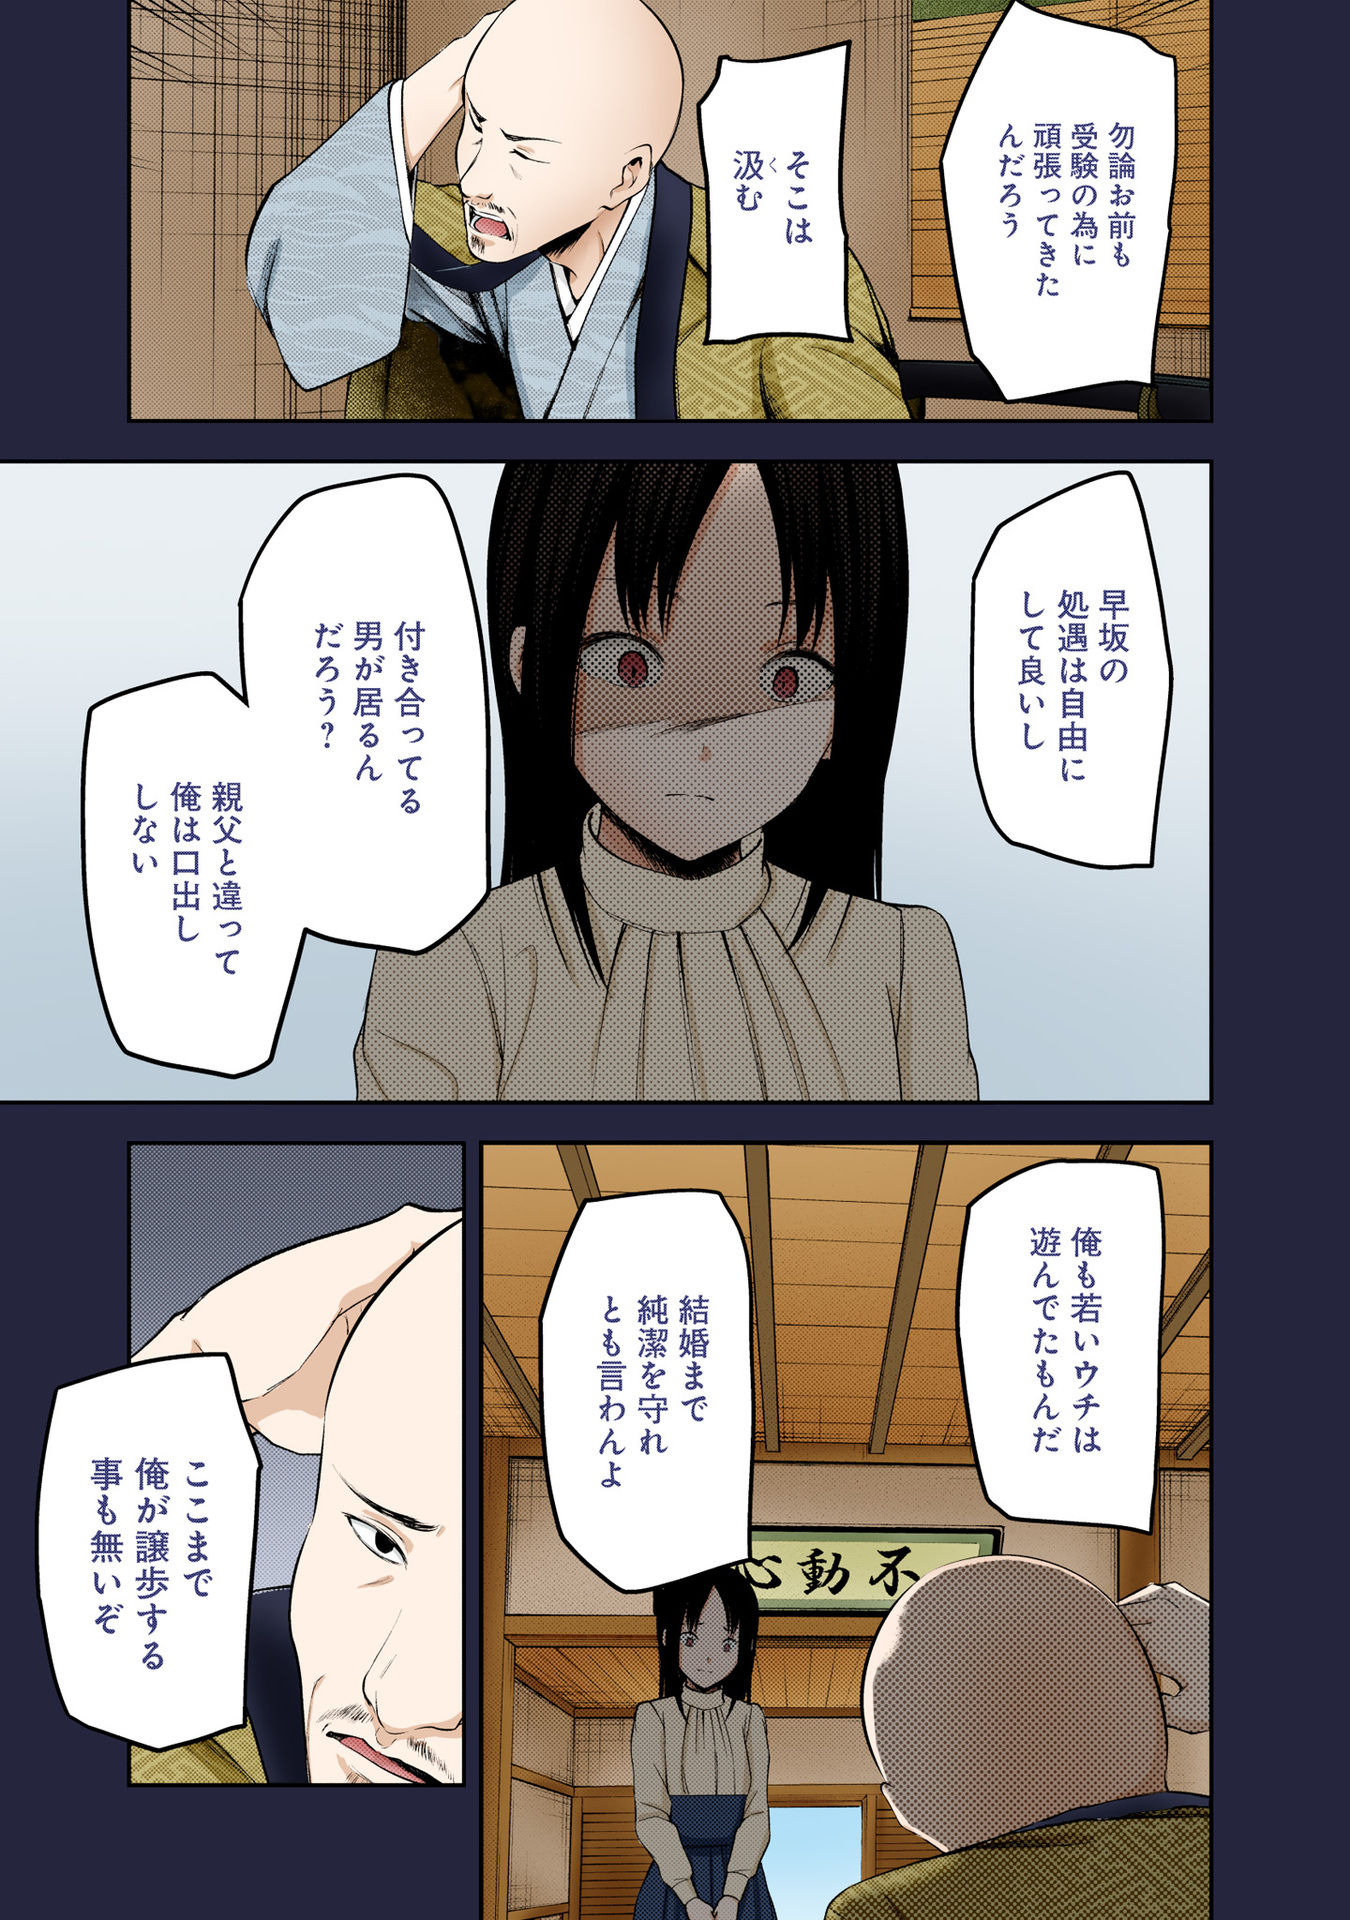 勿論お前も
受験の為に
頑張ってきた
んだろう
そこは
汲む
く
早坂の
処遇は自由に
して良いし
付き合ってる
男が居るん
だろう?
親父と違って
俺は口出し
しない
俺も若いウチは
遊んでたもんだ
結婚まで
純潔を守れ
とも言わんよ
不動心
ここまで
俺が譲歩する
事も無いぞ